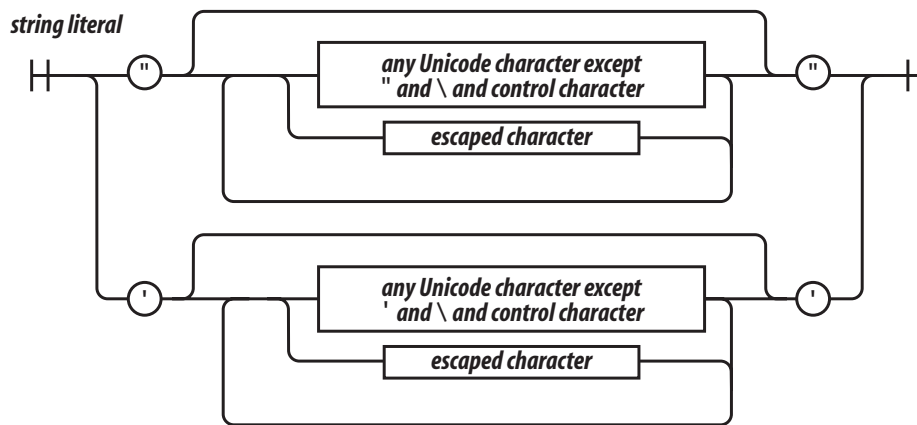 string literal
" any Unicode character except "
" and \ and control character
escaped character
' any Unicode character except '
' and \ and control character
escaped character